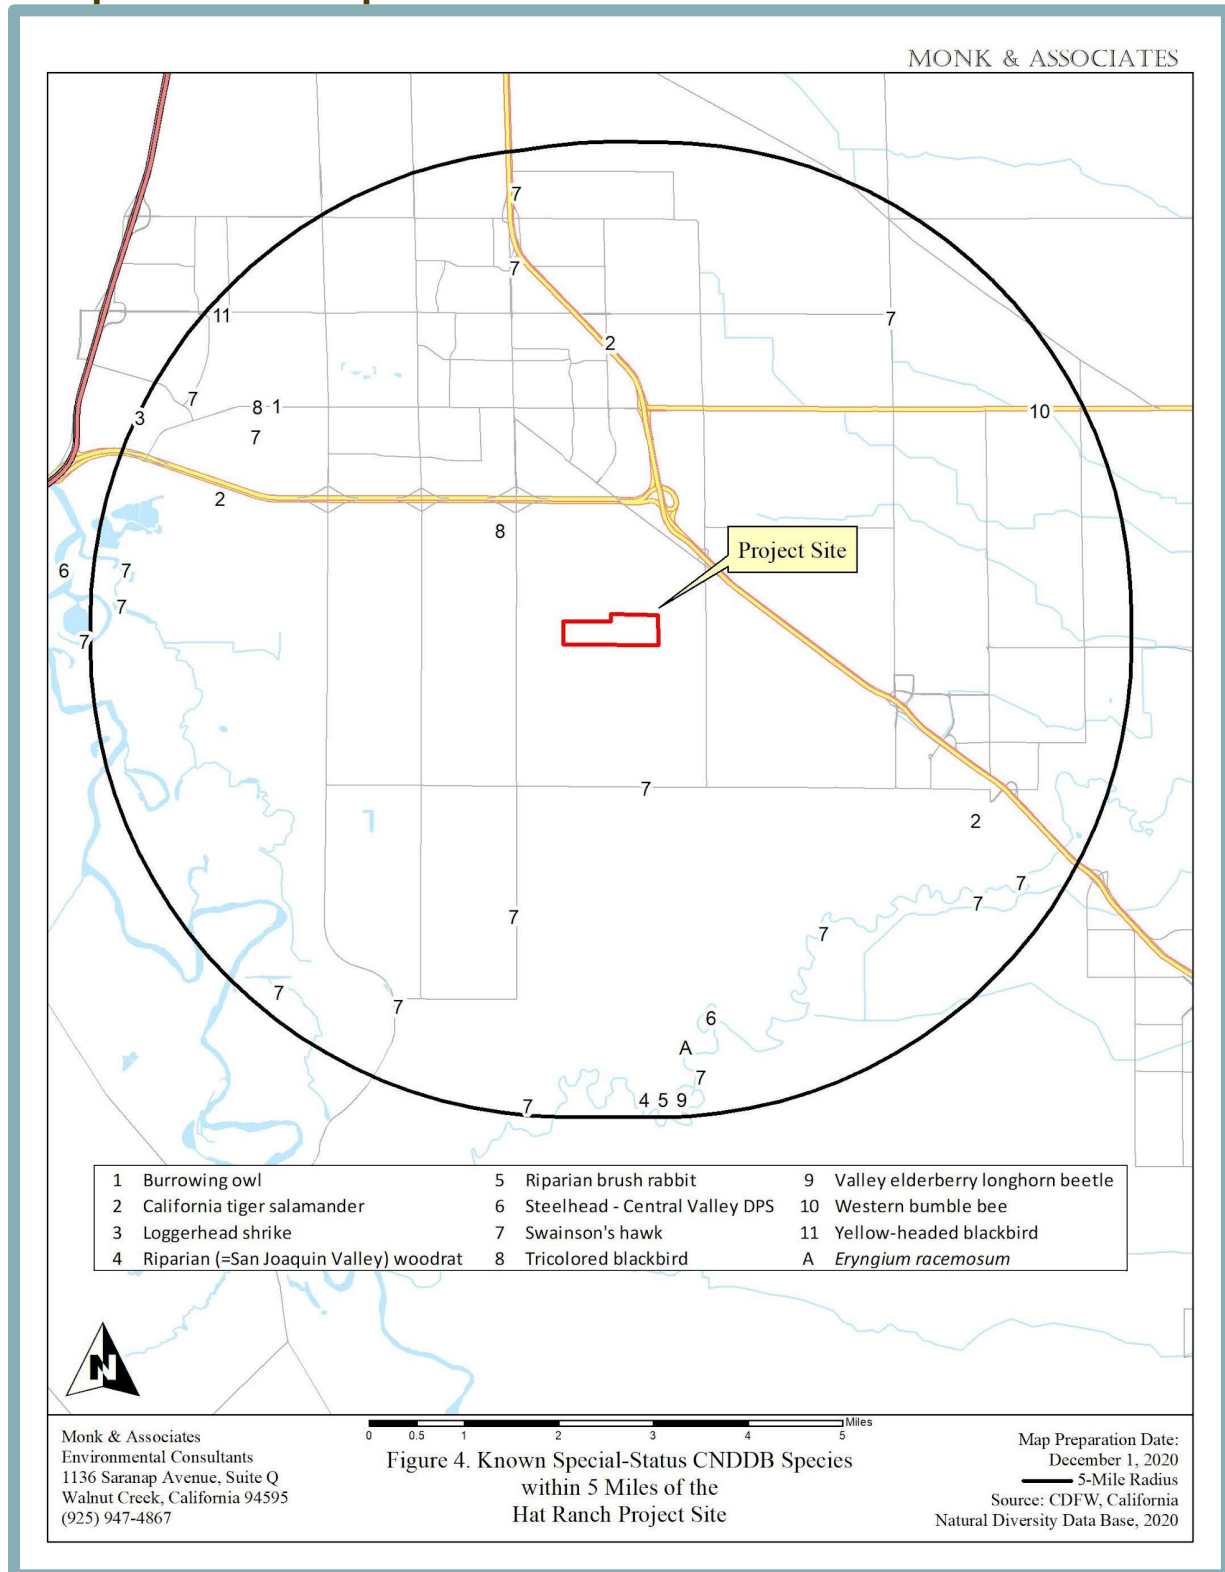 MONK & ASSOCIATES
7
7
11
2
7
7
3
8 1
10
7
2
8
Project Site
6
7
7
7
7
2
7
7
7
7
7
7
6
A
7
7
4 5 9
1 Burrowing owl
2 California tiger salamander
3 Loggerhead shrike
4 Riparian (=San Joaquin Valley) woodrat
5 Riparian brush rabbit
6 Steelhead - Central Valley DPS
7 Swainson's hawk
8 Tricolored blackbird
9 Valley elderberry longhorn beetle
10 Western bumble bee
11 Yellow-headed blackbird
A Eryngium racemosum
N
Monk & Associates
Environmental Consultants
1136 Saranap Avenue, Suite Q
Walnut Creek, California 94595
(925) 947-4867
Miles
0 0.5 1 2 3 4 5
Figure 4. Known Special-Status CNDDB Species
within 5 Miles of the
Hat Ranch Project Site
Map Preparation Date:
December 1, 2020
5-Mile Radius
Source: CDFW, California
Natural Diversity Data Base, 2020